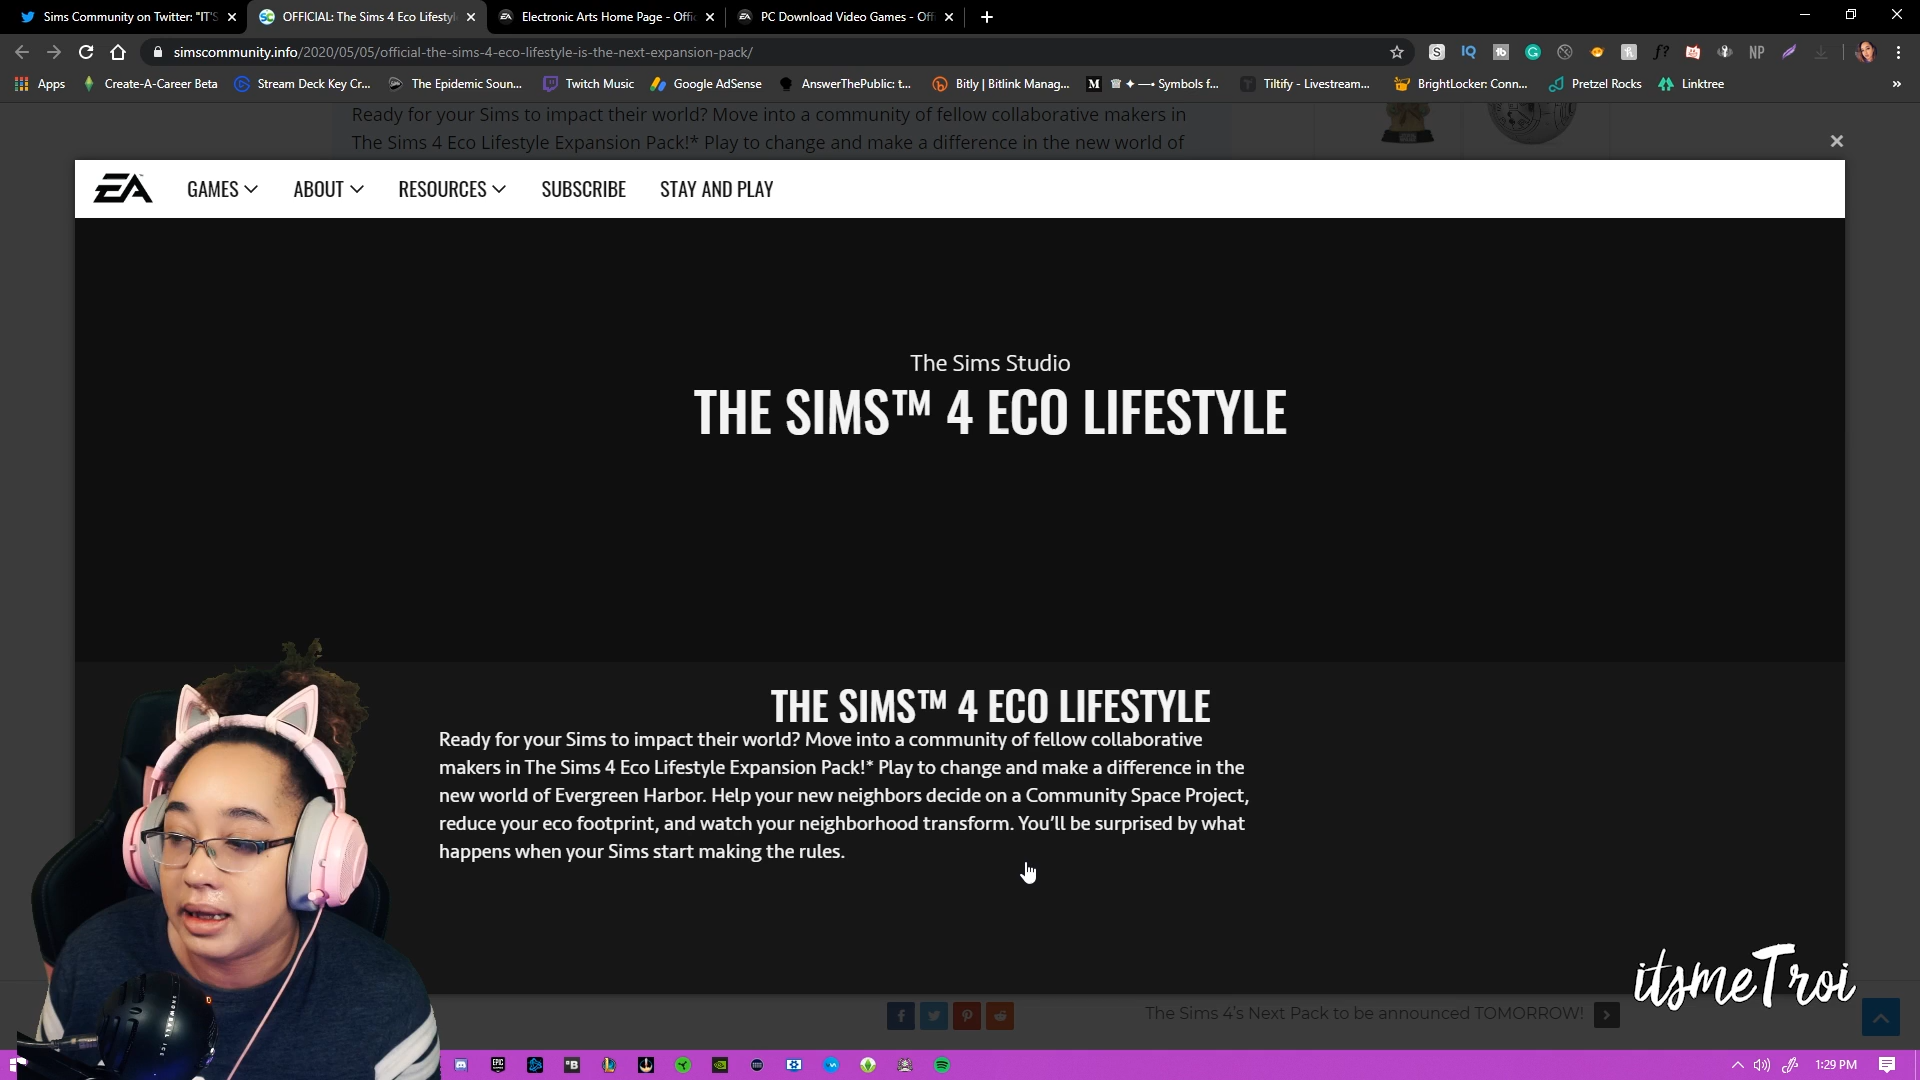 Sims Community on Twitter: "IT'S
OFFICIAL: The Sims 4 Eco Lifestyl
Electronic Arts Home Page - Offic
PC Download Video Games - Offi
simscommunity.info/2020/05/05/official-the-sims-4-eco-lifestyle-is-the-next-expansion-pack/
Apps
Create-A-Career Beta
Stream Deck Key Cr...
The Epidemic Soun...
Twitch Music
Google AdSense
AnswerThePublic: t...
Bitly | Bitlink Manag...
Symbols f...
Tiltify - Livestream...
BrightLocker: Conn...
Pretzel Rocks
Linktree
Ready for your Sims to impact their world? Move into a community of fellow collaborative makers in
The Sims 4 Eco Lifestyle Expansion Pack!* Play to change and make a difference in the new world of
EA
GAMES
ABOUT
RESOURCES
SUBSCRIBE
STAY AND PLAY
The Sims Studio
THE SIMS™ 4 ECO LIFESTYLE
THE SIMS™ 4 ECO LIFESTYLE
Ready for your Sims to impact their world? Move into a community of fellow collaborative
makers in The Sims 4 Eco Lifestyle Expansion Pack!* Play to change and make a difference in the
new world of Evergreen Harbor. Help your new neighbors decide on a Community Space Project,
reduce your eco footprint, and watch your neighborhood transform. You'll be surprised by what
happens when your Sims start making the rules.
itsmeTroi
The Sims 4's Next Pack to be announced TOMORROW!
1:29 PM